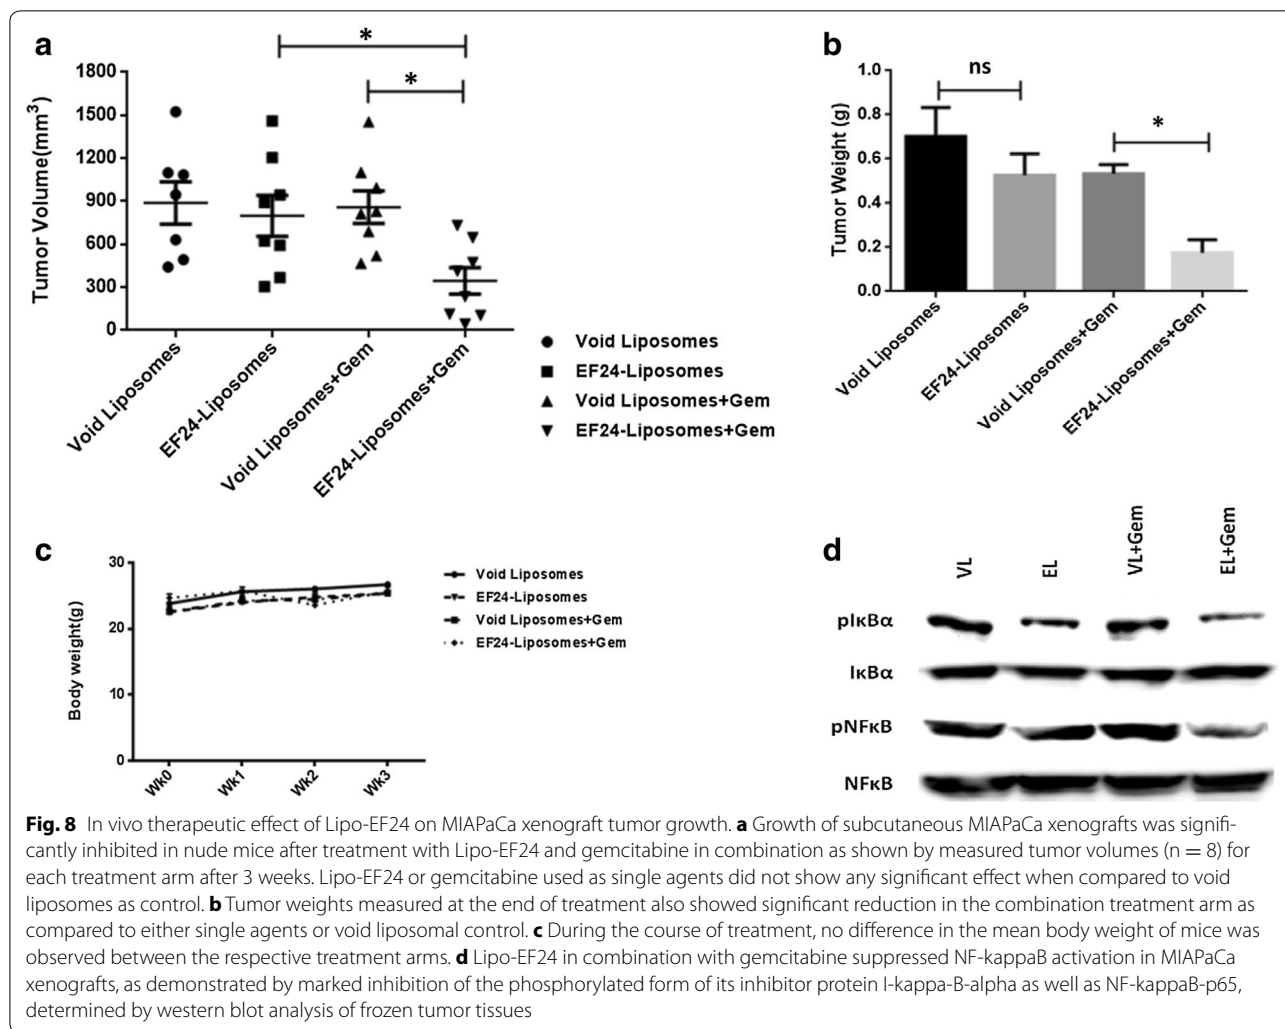 a
*
*
1800
1500
1200
900
600
300
0
Tumor Volume(mm³)
Void Liposomes
EF24-Liposomes
Void Liposomes+Gem
EF24-Liposomes+Gem
Void Liposomes
EF24-Liposomes
Void Liposomes+Gem
EF24-Liposomes+Gem
b
ns
*
1.0
0.8
0.6
0.4
0.2
0.0
Tumor Weight (g)
Void Liposomes
EF24-Liposomes
Void Liposomes+Gem
EF24-Liposomes+Gem
c
30
20
10
0
Body weight(g)
Wk0
Wk1
Wk2
Wk3
Void Liposomes
EF24-Liposomes
Void Liposomes+Gem
EF24-Liposomes+Gem
d
VL
EL
VL+Gem
EL+Gem
pIκBα
IκBα
pNFκB
NFκB
Fig. 8 In vivo therapeutic effect of Lipo-EF24 on MIAPaCa xenograft tumor growth. a Growth of subcutaneous MIAPaCa xenografts was signifi-
cantly inhibited in nude mice after treatment with Lipo-EF24 and gemcitabine in combination as shown by measured tumor volumes (n = 8) for
each treatment arm after 3 weeks. Lipo-EF24 or gemcitabine used as single agents did not show any significant effect when compared to void
liposomes as control. b Tumor weights measured at the end of treatment also showed significant reduction in the combination treatment arm as
compared to either single agents or void liposomal control. c During the course of treatment, no difference in the mean body weight of mice was
observed between the respective treatment arms. d Lipo-EF24 in combination with gemcitabine suppressed NF-kappaB activation in MIAPaCa
xenografts, as demonstrated by marked inhibition of the phosphorylated form of its inhibitor protein I-kappa-B-alpha as well as NF-kappaB-p65,
determined by western blot analysis of frozen tumor tissues